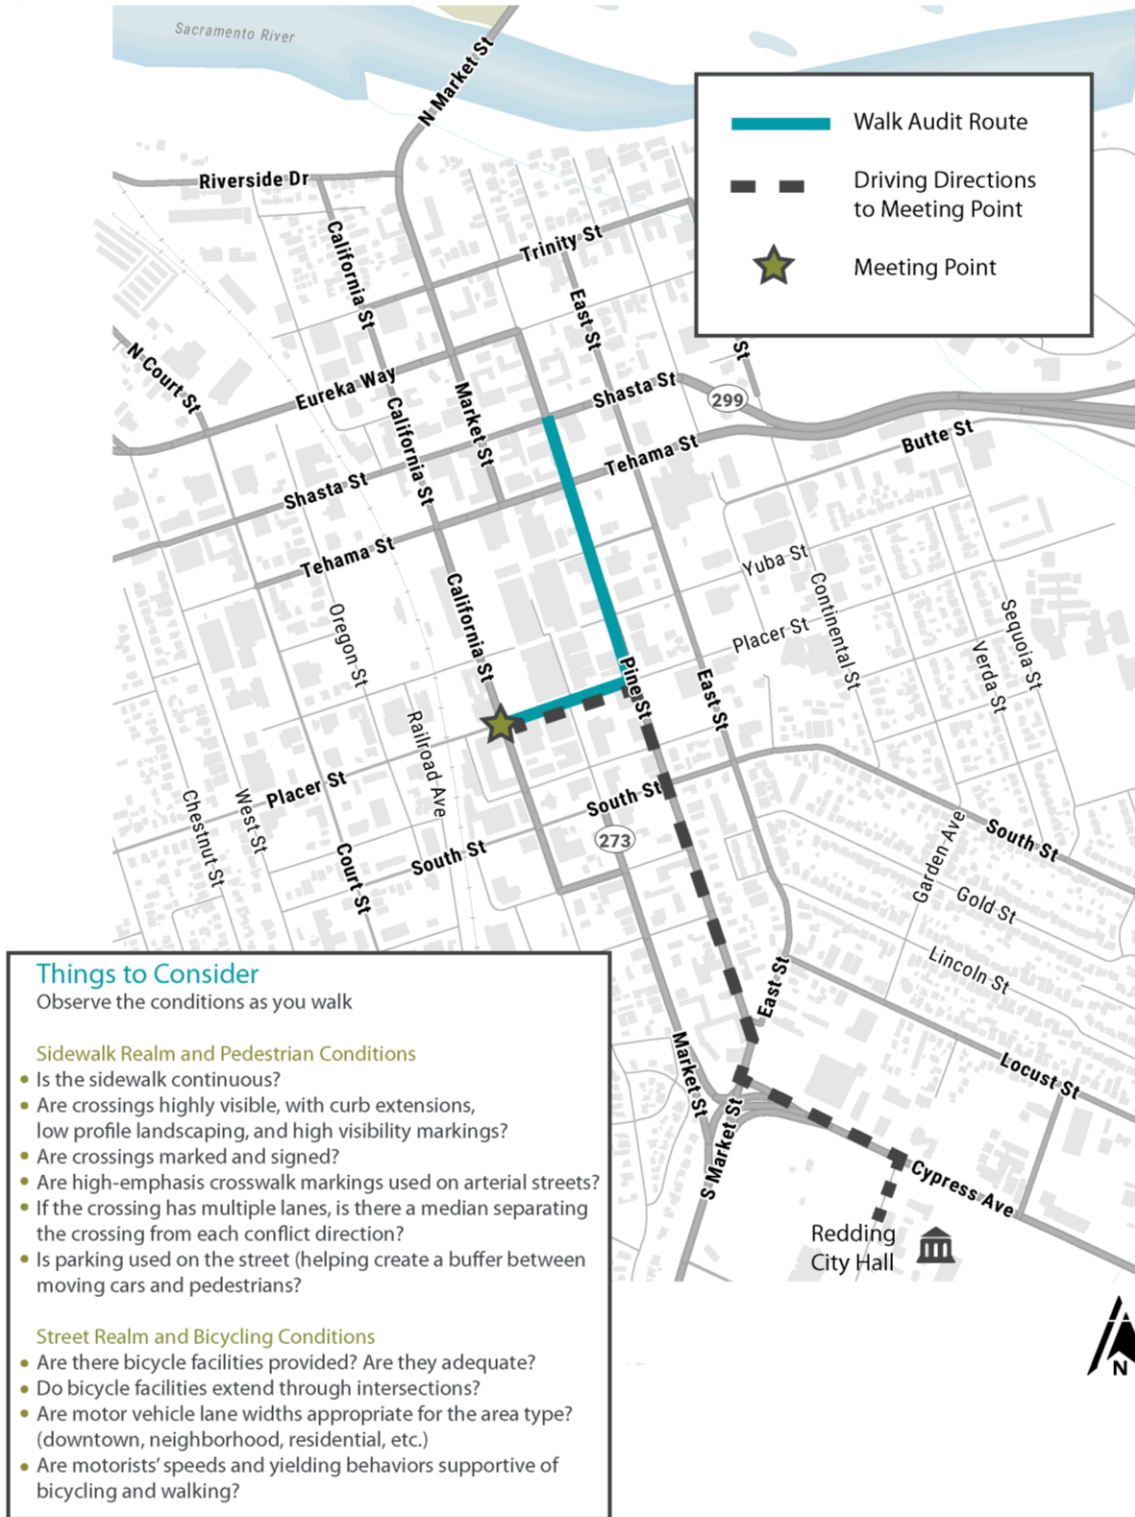 Sacramento River
N Market St
Walk Audit Route
Driving Directions
to Meeting Point
Meeting Point
Riverside Dr
California St
Trinity St
East St
St
N Court St
Eureka Way
Market St
Shasta St
299
California St
Tehama St
Butte St
Shasta St
Tehama St
Yuba St
Oregon St
California St
Continental St
Placer St
Sequoia St
Verda St
Pine St
East St
Railroad Ave
Placer St
South St
Chestnut St
West St
Court St
South St
273
Garden Ave
South St
Gold St
Lincoln St
East St
Locust St
Market St
S Market St
Cypress Ave
Redding
City Hall
N
Things to Consider
Observe the conditions as you walk
Sidewalk Realm and Pedestrian Conditions
• Is the sidewalk continuous?
• Are crossings highly visible, with curb extensions,
low profile landscaping, and high visibility markings?
• Are crossings marked and signed?
• Are high-emphasis crosswalk markings used on arterial streets?
• If the crossing has multiple lanes, is there a median separating
the crossing from each conflict direction?
• Is parking used on the street (helping create a buffer between
moving cars and pedestrians?
Street Realm and Bicycling Conditions
• Are there bicycle facilities provided? Are they adequate?
• Do bicycle facilities extend through intersections?
• Are motor vehicle lane widths appropriate for the area type?
(downtown, neighborhood, residential, etc.)
• Are motorists' speeds and yielding behaviors supportive of
bicycling and walking?